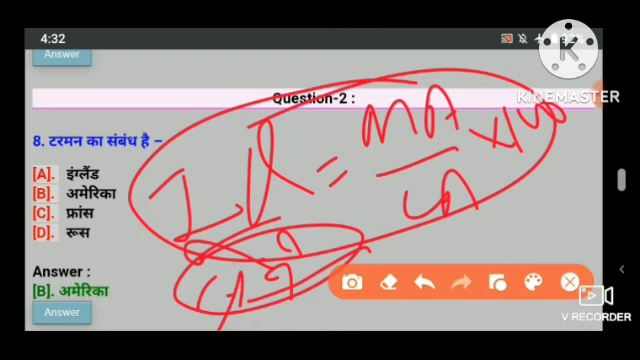 4:32
KINEMASTER
Answer
Question-2 :
8. टरमन का संबंध है –
[A]. इंग्लैंड
[B]. अमेरिका
[C]. फ्रांस
[D]. रूस
Answer :
[B]. अमेरिका
Answer
V RECORDER